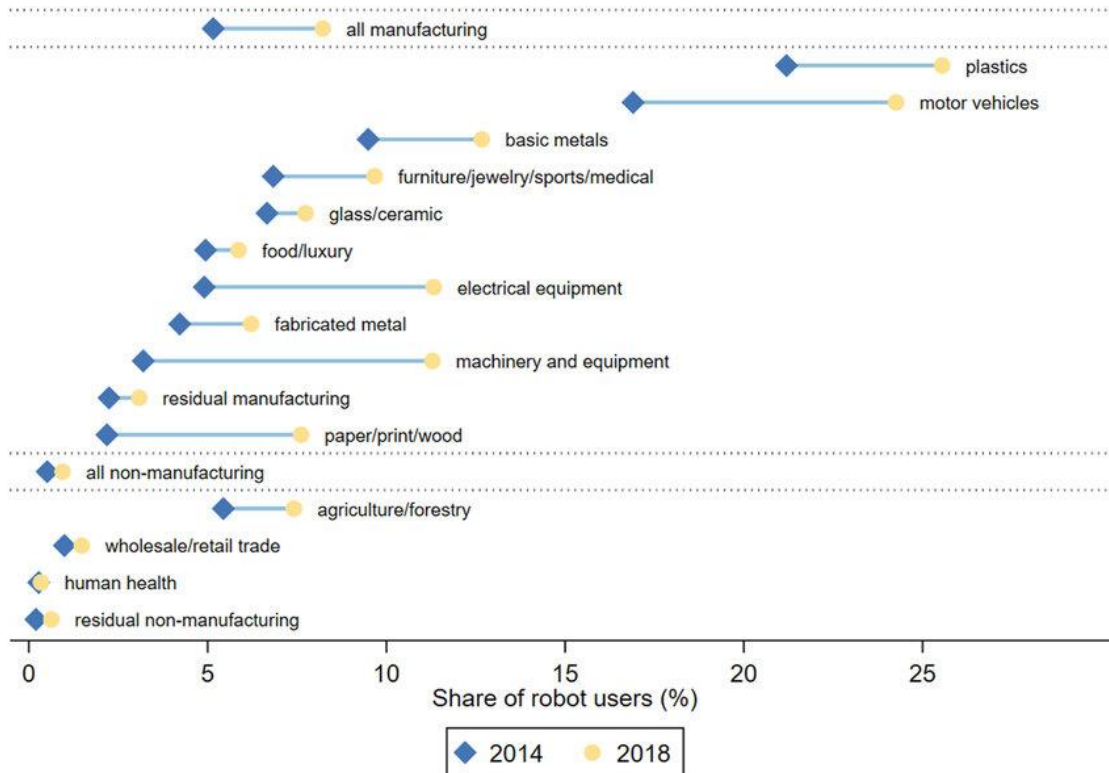 all manufacturing
plastics
motor vehicles
basic metals
furniture/jewelry/sports/medical
glass/ceramic
food/luxury
electrical equipment
fabricated metal
machinery and equipment
residual manufacturing
paper/print/wood
all non-manufacturing
agriculture/forestry
wholesale/retail trade
human health
residual non-manufacturing
0 5 10 15 20 25
Share of robot users (%)
2014 2018